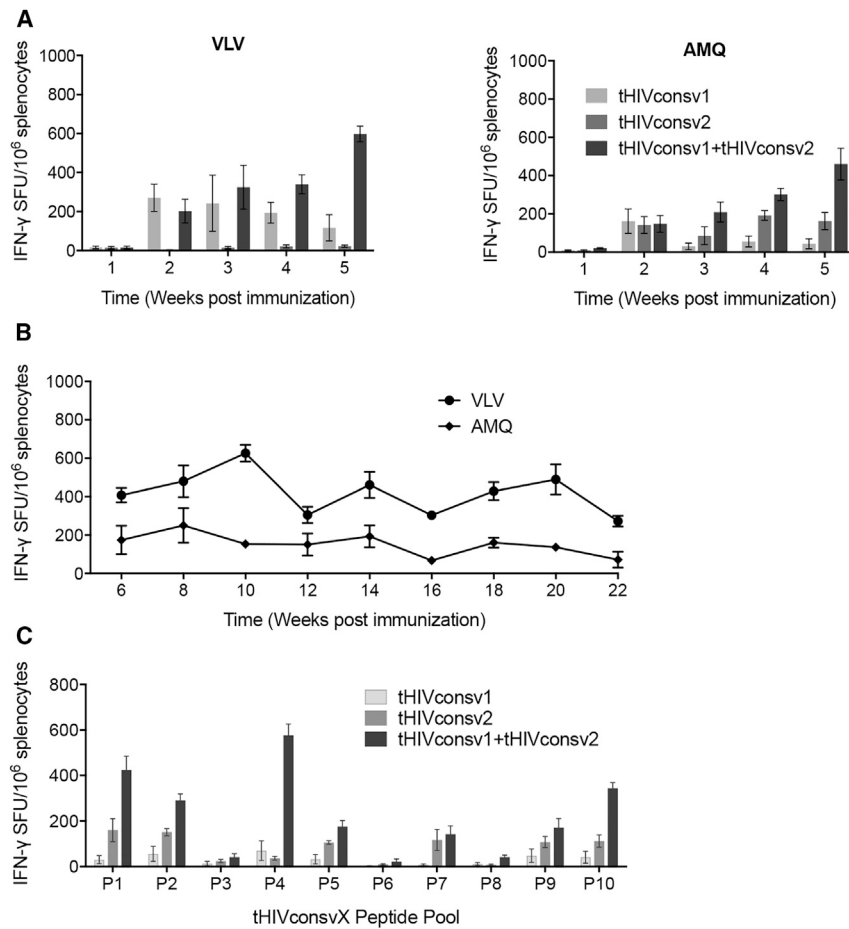 A
VLV
IFN-γ SFU/10⁶ splenocytes
1000
800
600
400
200
0
1 2 3 4 5
Time (Weeks post immunization)
AMQ
IFN-γ SFU/10⁶ splenocytes
1000
800
600
400
200
0
tHIVconsv1
tHIVconsv2
tHIVconsv1+tHIVconsv2
1 2 3 4 5
Time (Weeks post immunization)
B
IFN-γ SFU/10⁶ splenocytes
1000
800
600
400
200
0
VLV
AMQ
6 8 10 12 14 16 18 20 22
Time (Weeks post immunization)
C
IFN-γ SFU/10⁶ splenocytes
800
600
400
200
0
tHIVconsv1
tHIVconsv2
tHIVconsv1+tHIVconsv2
P1 P2 P3 P4 P5 P6 P7 P8 P9 P10
tHIVconsvX Peptide Pool